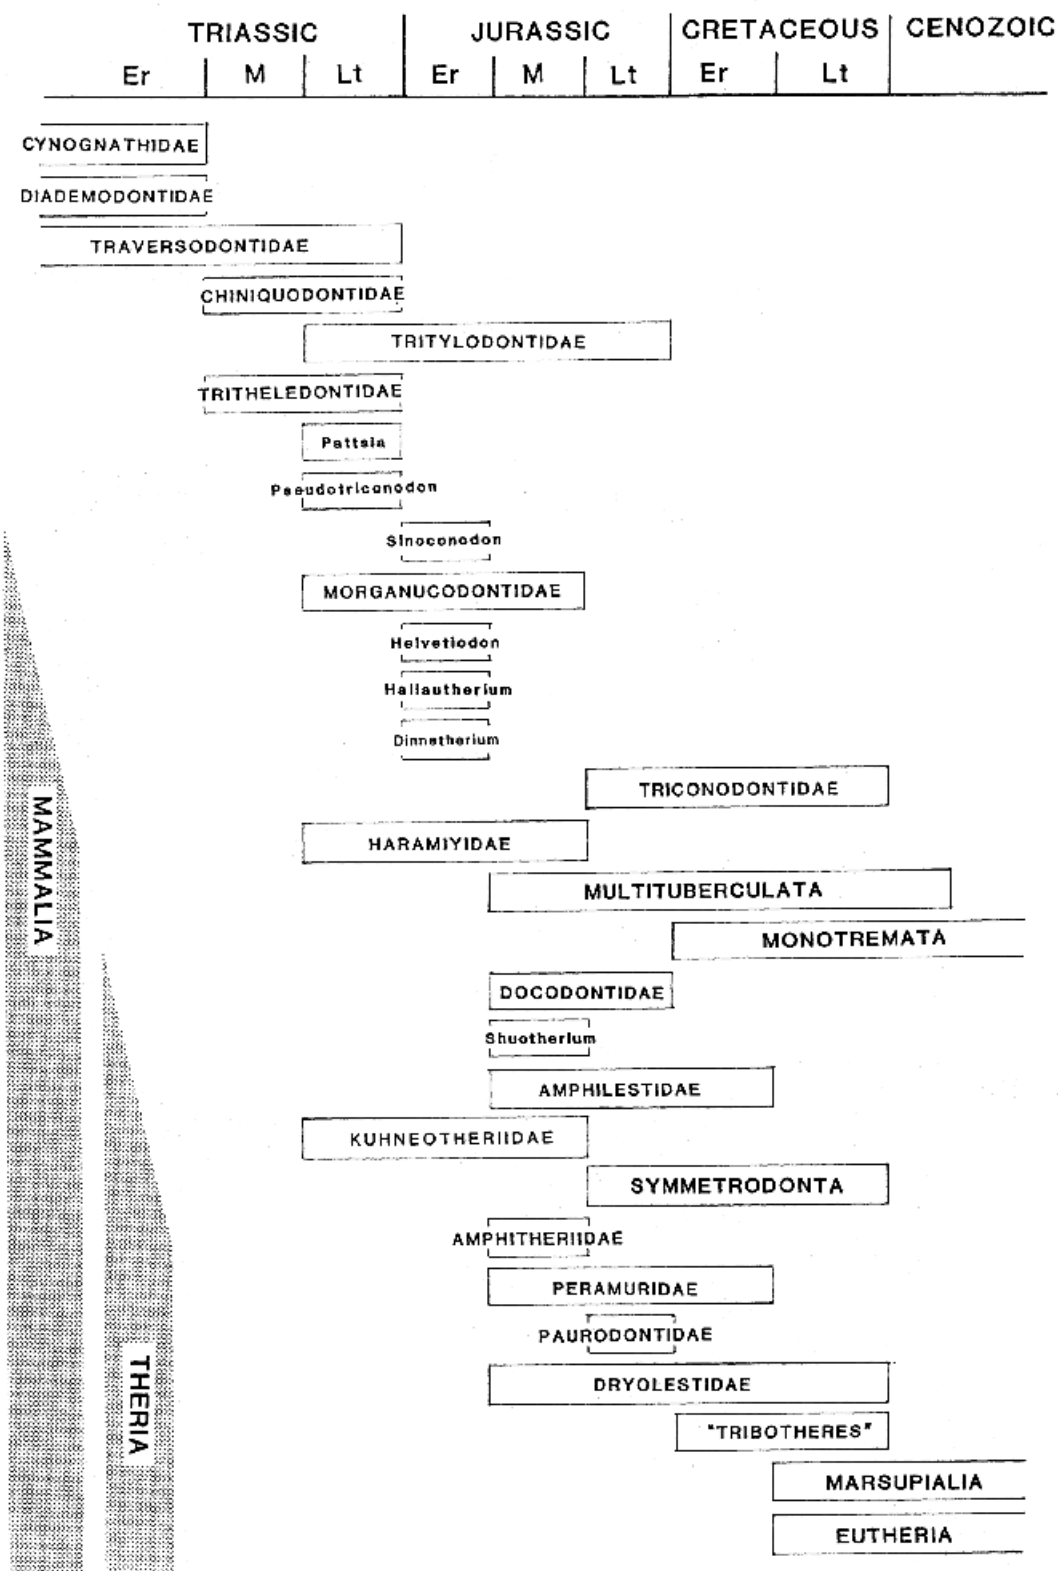 TRIASSIC JURASSIC CRETACEOUS CENOZOIC
Er M Lt Er M Lt Er Lt
CYNOGNATHIDAE
DIADEMODONTIDAE
TRAVERSODONTIDAE
CHINIQUODONTIDAE
TRITYLODONTIDAE
TRITHELEDONTIDAE
Pattsia
Pseudotriconodon
Sinoconodon
MORGANUCODONTIDAE
Helvetiodon
Hallautherium
Dinnetherium
TRICONODONTIDAE
HARAMIYIDAE
MULTITUBERCULATA
MONOTREMATA
DOCODONTIDAE
Shuotherium
AMPHILESTIDAE
KUHNEOTHERIIDAE
SYMMETRODONTA
AMPHITHERIIDAE
PERAMURIDAE
PAURODONTIDAE
DRYOLESTIDAE
"TRIBOTHERES"
MARSUPIALIA
EUTHERIA
MAMMALIA
THERIA